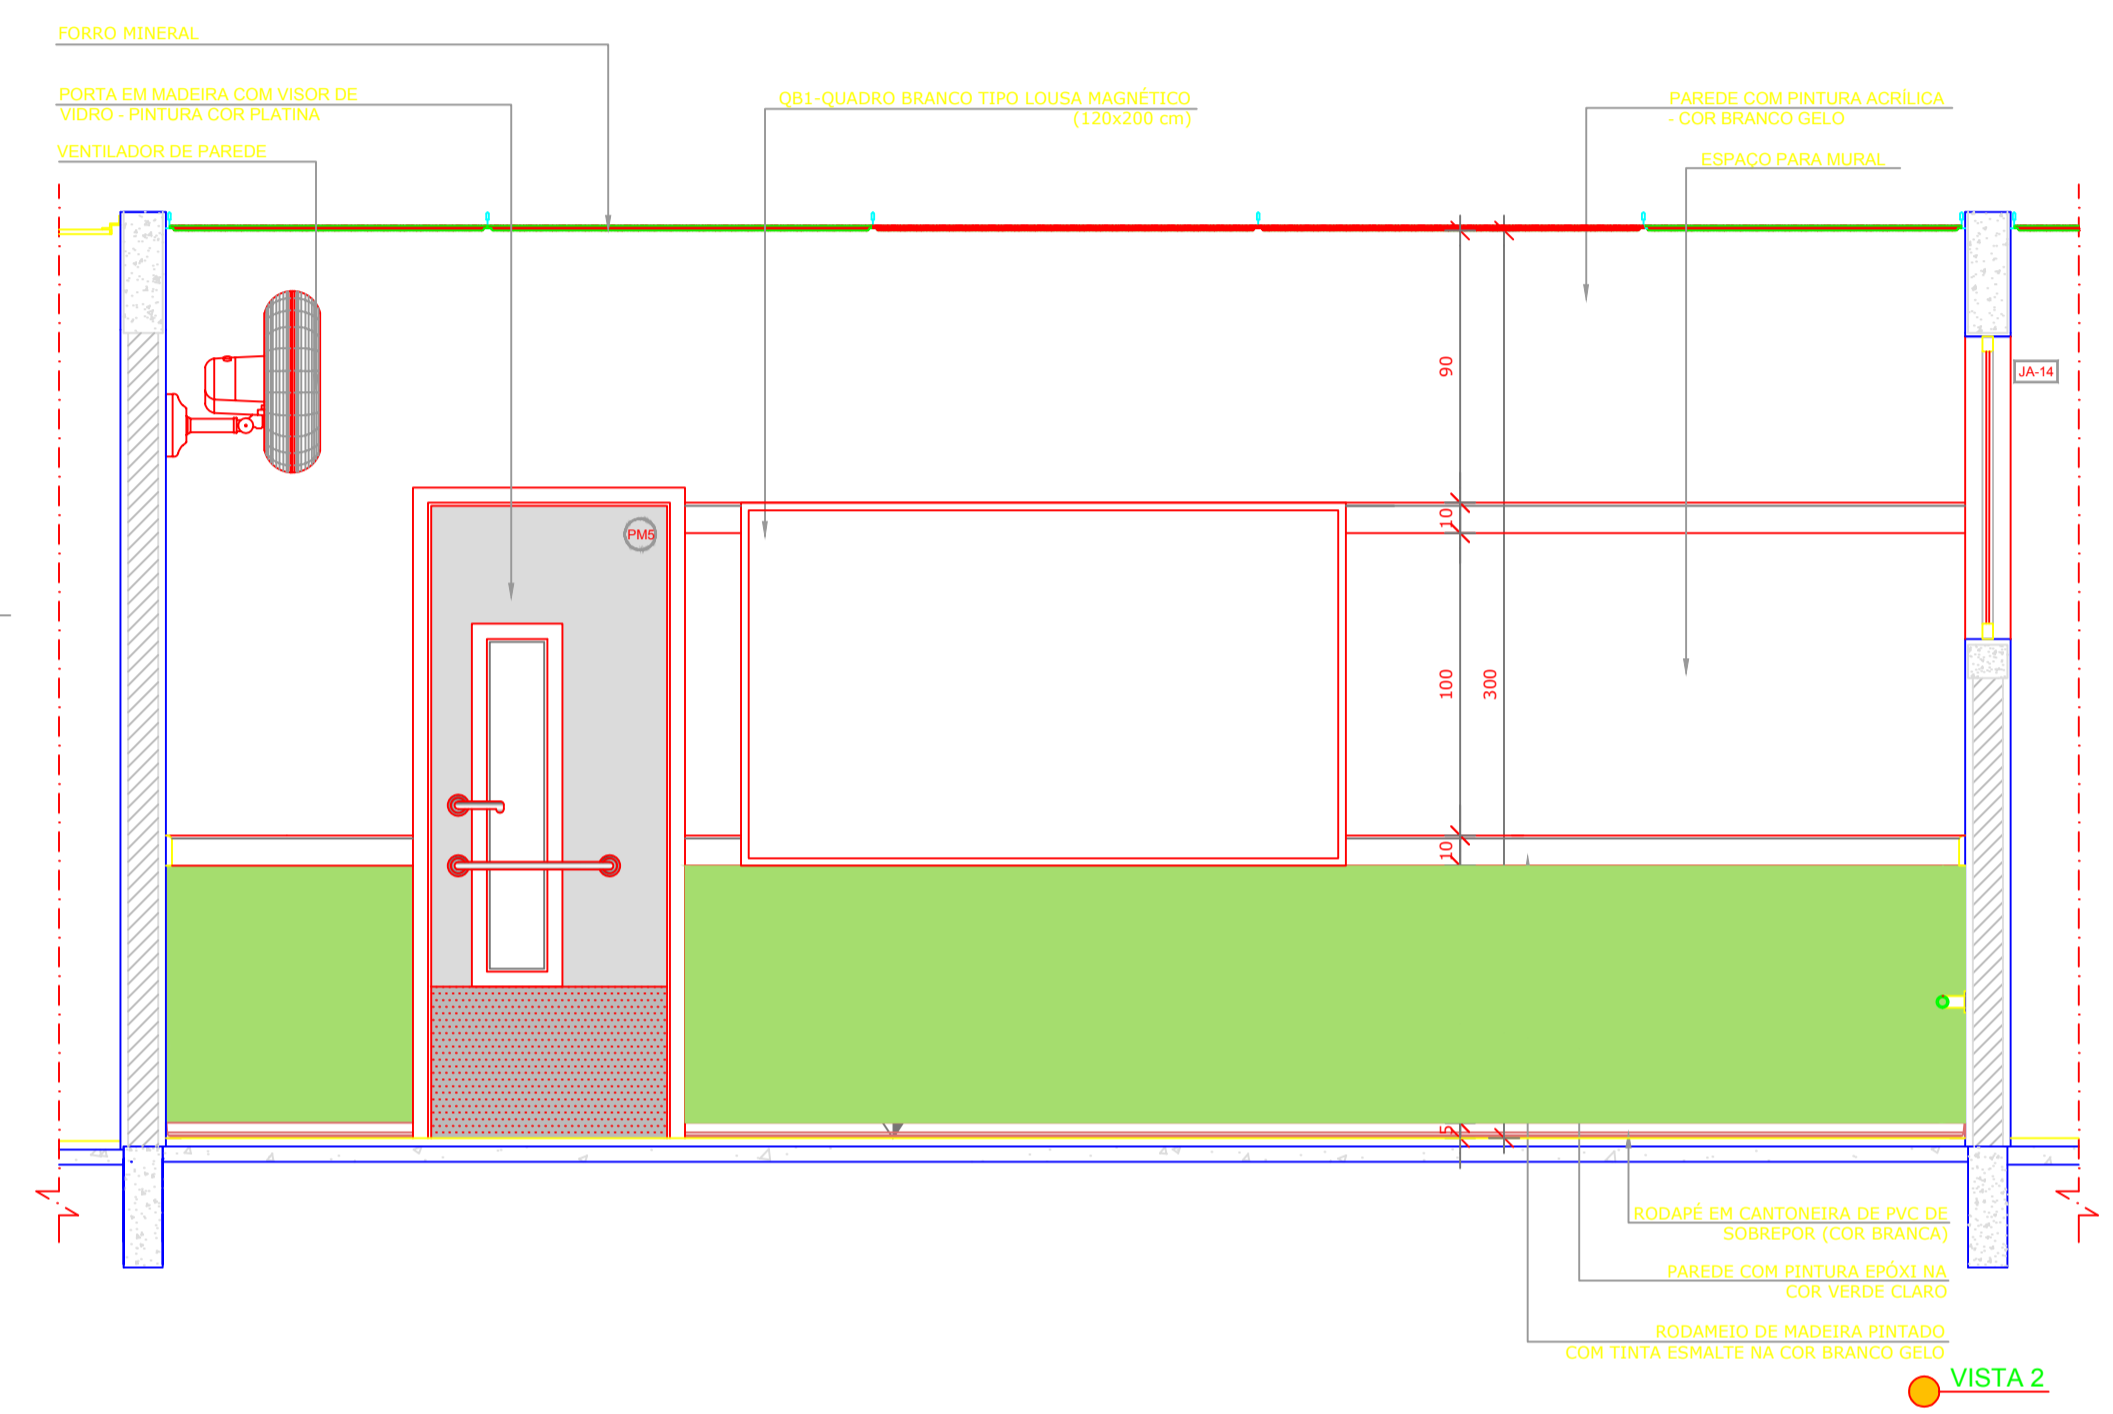 FORRO MINERAL
PORTA EM MADEIRA COM VISOR DE
VIDRO - PINTURA COR PLATINA
VENTILADOR DE PAREDE
QB1-QUADRO BRANCO TIPO LOUSA MAGNÉTICO
(120x200 cm)
PAREDE COM PINTURA ACRÍLICA
- COR BRANCO GELO
ESPAÇO PARA MURAL
JA-14
90
10
PM5
100
300
10
5
RODAPÉ EM CANTONEIRA DE PVC DE
SOBREPOR (COR BRANCA)
PAREDE COM PINTURA EPÓXI NA
COR VERDE CLARO
RODAMEIO DE MADEIRA PINTADO
COM TINTA ESMALTE NA COR BRANCO GELO
VISTA 2